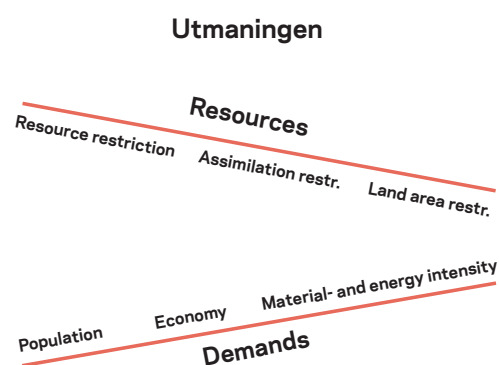 Utmaningen
Resources
Resource restriction
Assimilation restr.
Land area restr.
Population
Economy
Material- and energy intensity
Demands